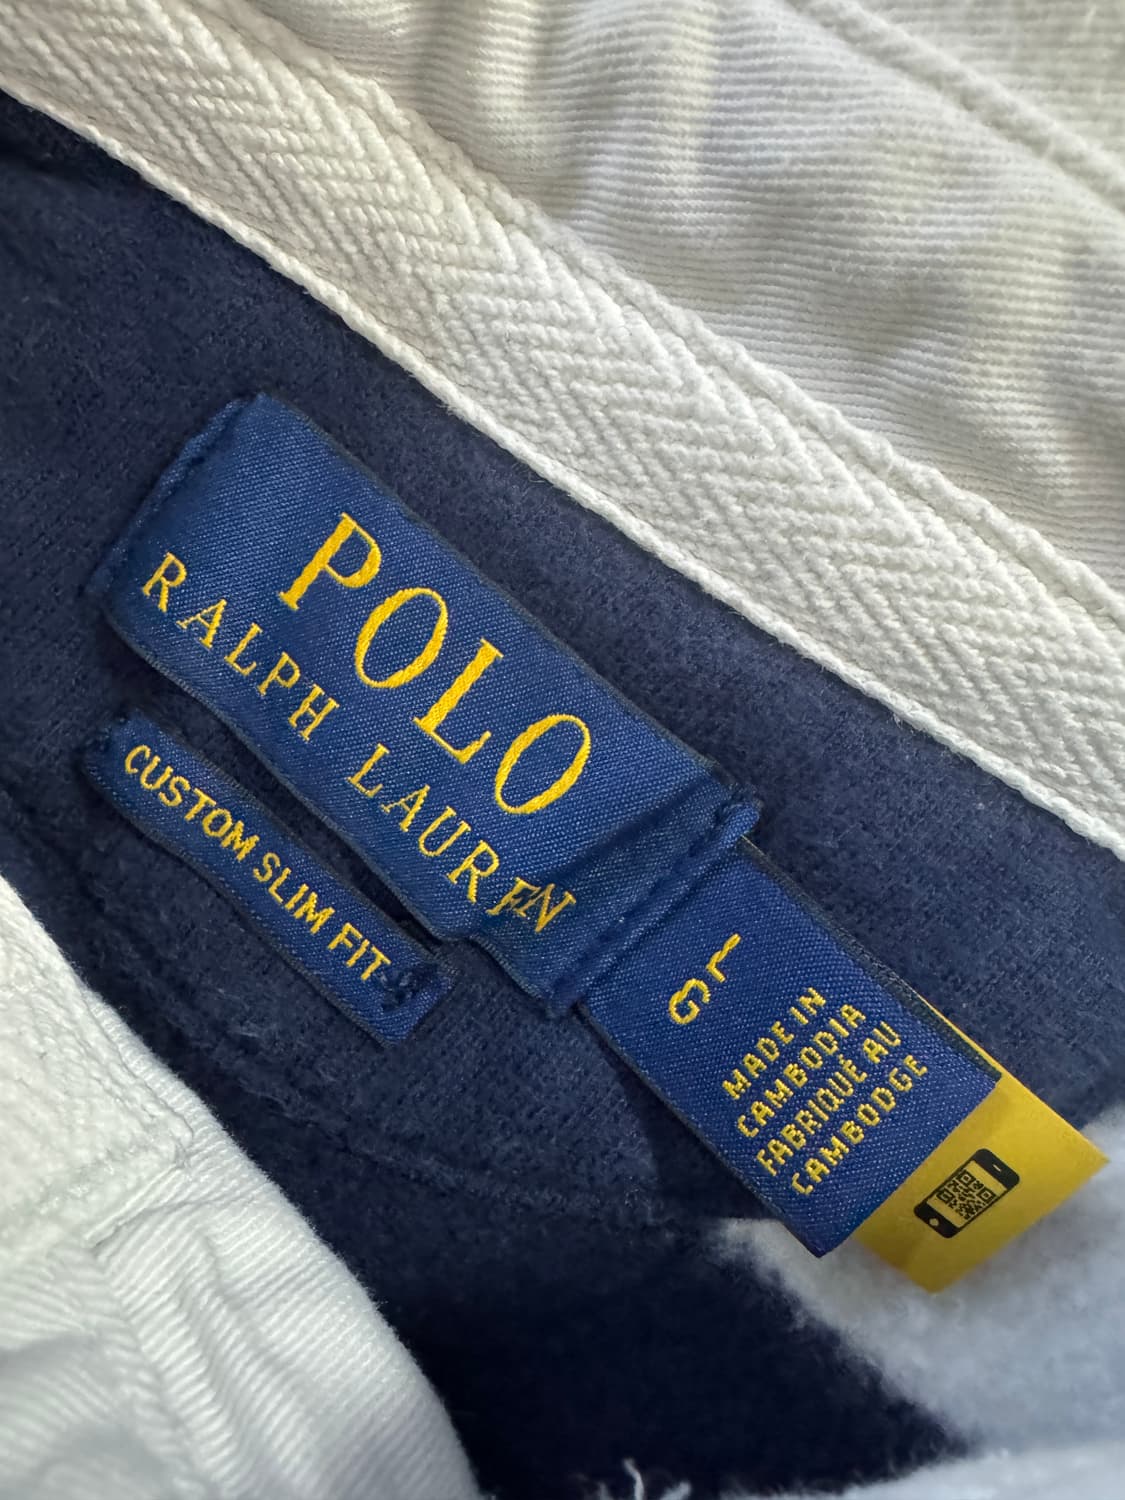 POLO
RALPH LAUREN
CUSTOM SLIM FIT
L
G
MADE IN
CAMBODIA
FABRIQUÉ AU
CAMBODGE